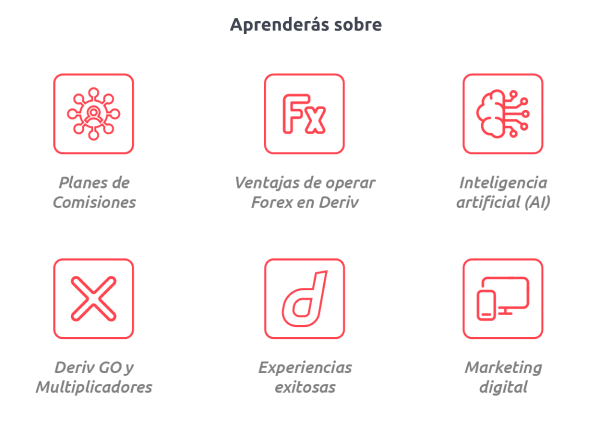 Aprenderás sobre
Fx
Planes de
Comisiones
Ventajas de operar
Forex en Deriv
Inteligencia
artificial (AI)
d
Deriv GO y
Multiplicadores
Experiencias
exitosas
Marketing
digital